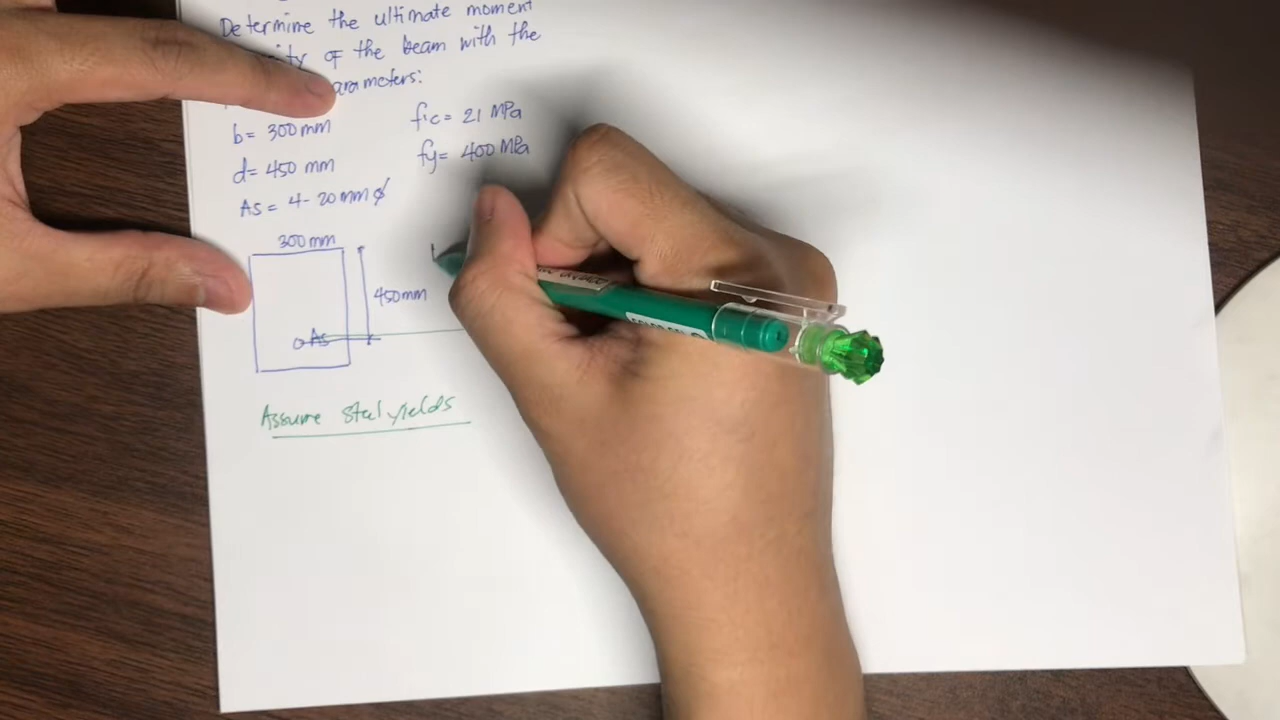 Determine the ultimate moment
of the beam with the
b= 300 mm
f'c = 21 MPa
d= 450 mm
fy= 400 MPa
As = 4- 20 mm ∅
300 mm
450 mm
As
Assume Steel yields